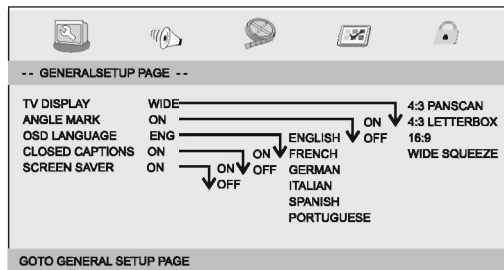 -- GENERALSETUP PAGE --
TV DISPLAY WIDE
ANGLE MARK ON
OSD LANGUAGE ENG
CLOSED CAPTIONS ON
SCREEN SAVER ON
ON
OFF
ON
OFF
ENGLISH
FRENCH
GERMAN
ITALIAN
SPANISH
PORTUGUESE
ON
OFF
4:3 PANSCAN
4:3 LETTERBOX
16:9
WIDE SQUEEZE
GOTO GENERAL SETUP PAGE